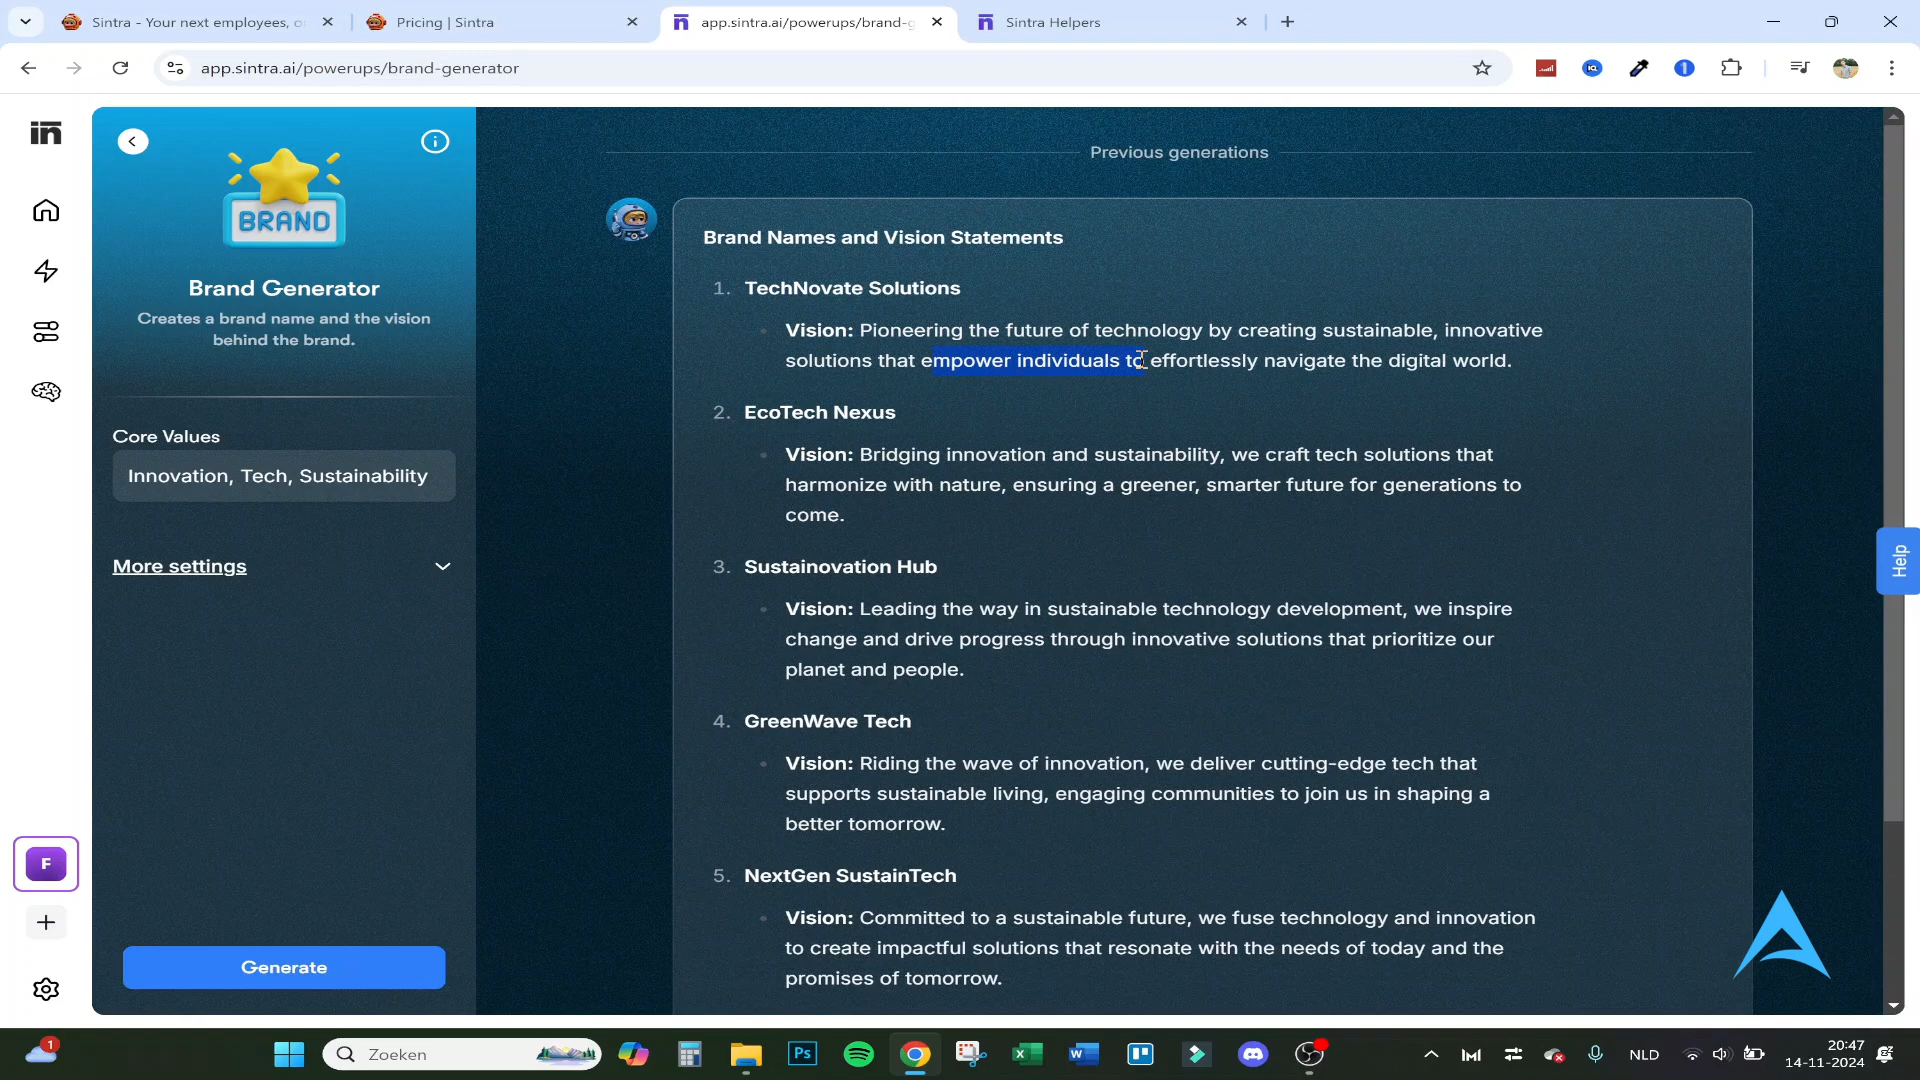 Sintra - Your next employees, o
Pricing | Sintra
app.sintra.ai/powerups/brand-g
Sintra Helpers
app.sintra.ai/powerups/brand-generator
BRAND
Brand Generator
Creates a brand name and the vision
behind the brand.
Core Values
Innovation, Tech, Sustainability
More settings
Generate
F
Previous generations
Brand Names and Vision Statements
1. TechNovate Solutions
Vision: Pioneering the future of technology by creating sustainable, innovative
solutions that empower individuals to effortlessly navigate the digital world.
2. EcoTech Nexus
Vision: Bridging innovation and sustainability, we craft tech solutions that
harmonize with nature, ensuring a greener, smarter future for generations to
come.
3. Sustainovation Hub
Vision: Leading the way in sustainable technology development, we inspire
change and drive progress through innovative solutions that prioritize our
planet and people.
4. GreenWave Tech
Vision: Riding the wave of innovation, we deliver cutting-edge tech that
supports sustainable living, engaging communities to join us in shaping a
better tomorrow.
5. NextGen SustainTech
Vision: Committed to a sustainable future, we fuse technology and innovation
to create impactful solutions that resonate with the needs of today and the
promises of tomorrow.
Help
1
Zoeken
Ps
NLD
20:47
14-11-2024